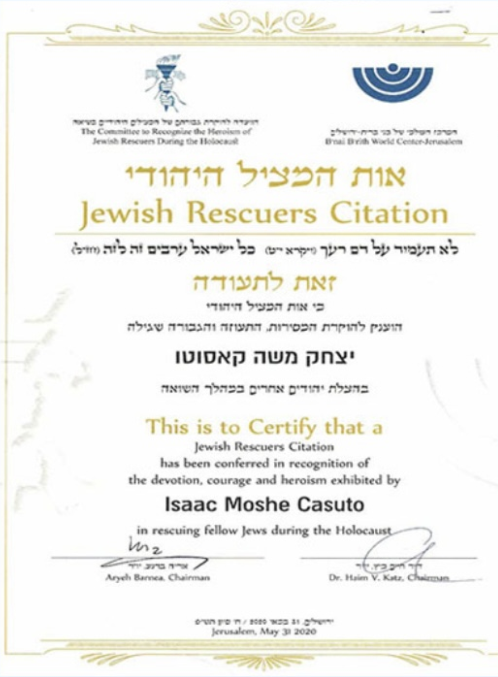 הוועדה להוקרת גבורתם של המצילים היהודים בשואה
The Committee to Recognize the Heroism of
Jewish Rescuers During the Holocaust
המרכז העולמי של בני ברית-ירושלים
B'nai B'rith World Center-Jerusalem
אות המציל היהודי
Jewish Rescuers Citation
לא תעמוד על דם רעך (ויקרא י"ט) כל ישראל ערבים זה לזה (חז"ל)
זאת לתעודה
כי אות המציל היהודי
הוענק להוקרת המסירות, התעוזה והגבורה שגילה
יצחק משה קאסוטו
בהצלת יהודים אחרים במהלך השואה
This is to Certify that a
Jewish Rescuers Citation
has been conferred in recognition of
the devotion, courage and heroism exhibited by
Isaac Moshe Casuto
in rescuing fellow Jews during the Holocaust
אריה ברנע, יו"ר
Aryeh Barnea, Chairman
ד"ר חיים כץ, יו"ר
Dr. Haim V. Katz, Chairman
ירושלים, 31 במאי 2020 / ח' סיון תש"פ
Jerusalem, May 31 2020